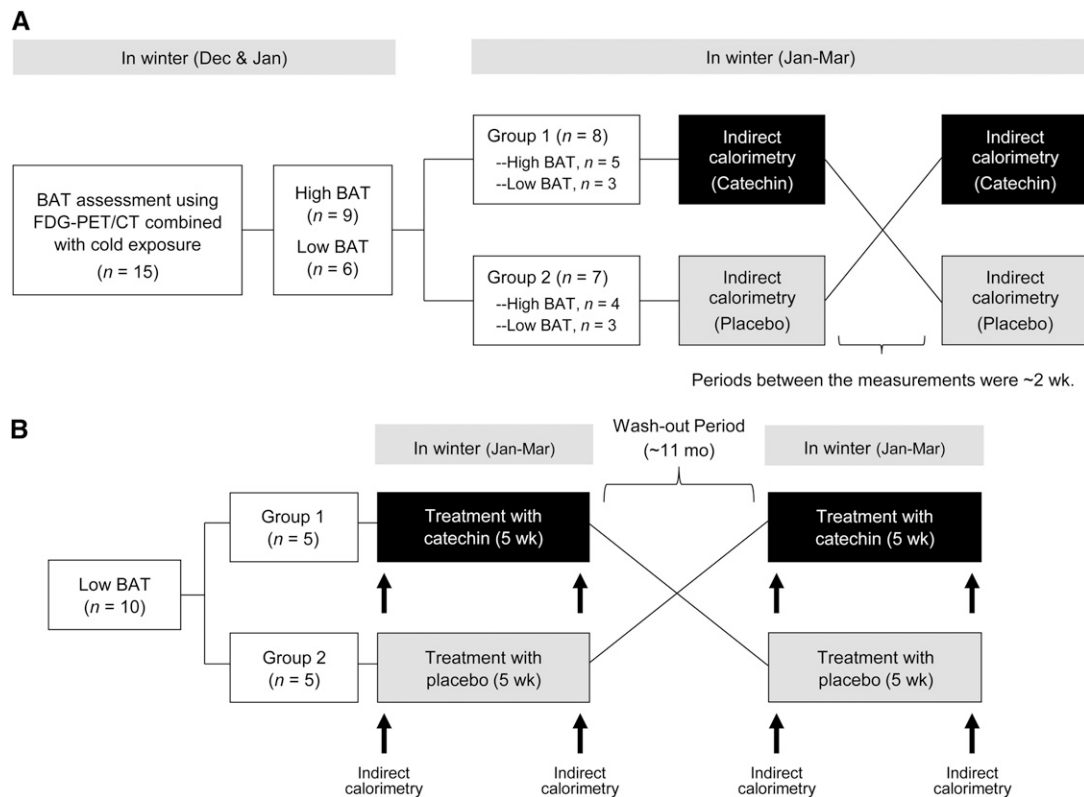 A
In winter (Dec & Jan)
In winter (Jan-Mar)
BAT assessment using
FDG-PET/CT combined
with cold exposure
(n = 15)
High BAT
(n = 9)
Low BAT
(n = 6)
Group 1 (n = 8)
--High BAT, n = 5
--Low BAT, n = 3
Indirect
calorimetry
(Catechin)
Indirect
calorimetry
(Catechin)
Group 2 (n = 7)
--High BAT, n = 4
--Low BAT, n = 3
Indirect
calorimetry
(Placebo)
Indirect
calorimetry
(Placebo)
Periods between the measurements were ~2 wk.
B
In winter (Jan-Mar)
Wash-out Period
(~11 mo)
In winter (Jan-Mar)
Low BAT
(n = 10)
Group 1
(n = 5)
Treatment with
catechin (5 wk)
Treatment with
catechin (5 wk)
Group 2
(n = 5)
Treatment with
placebo (5 wk)
Treatment with
placebo (5 wk)
Indirect
calorimetry
Indirect
calorimetry
Indirect
calorimetry
Indirect
calorimetry